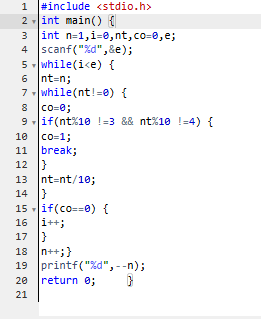 1 #include <stdio.h>
2 int main() {
3 int n=1,i=0,nt,co=0,e;
4 scanf("%d",&e);
5 while(i<e) {
6 nt=n;
7 while(nt!=0) {
8 co=0;
9 if(nt%10 !=3 && nt%10 !=4) {
10 co=1;
11 break;
12 }
13 nt=nt/10;
14 }
15 if(co==0) {
16 i++;
17 }
18 n++;}
19 printf("%d",--n);
20 return 0;     }
21